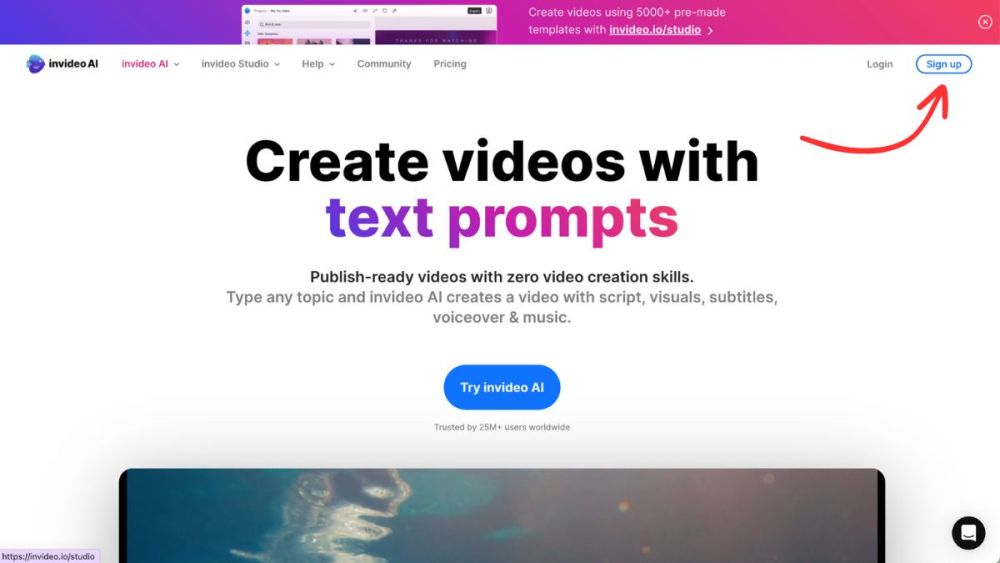 Create videos using 5000+ pre-made
templates with invideo.io/studio >
invideo AI
invideo AI
invideo Studio
Help
Community
Pricing
Login
Sign up
Create videos with
text prompts
Publish-ready videos with zero video creation skills.
Type any topic and invideo AI creates a video with script, visuals, subtitles,
voiceover & music.
Try invideo AI
Trusted by 25M+ users worldwide
https://invideo.io/studio
THANKS FOR WATCHING